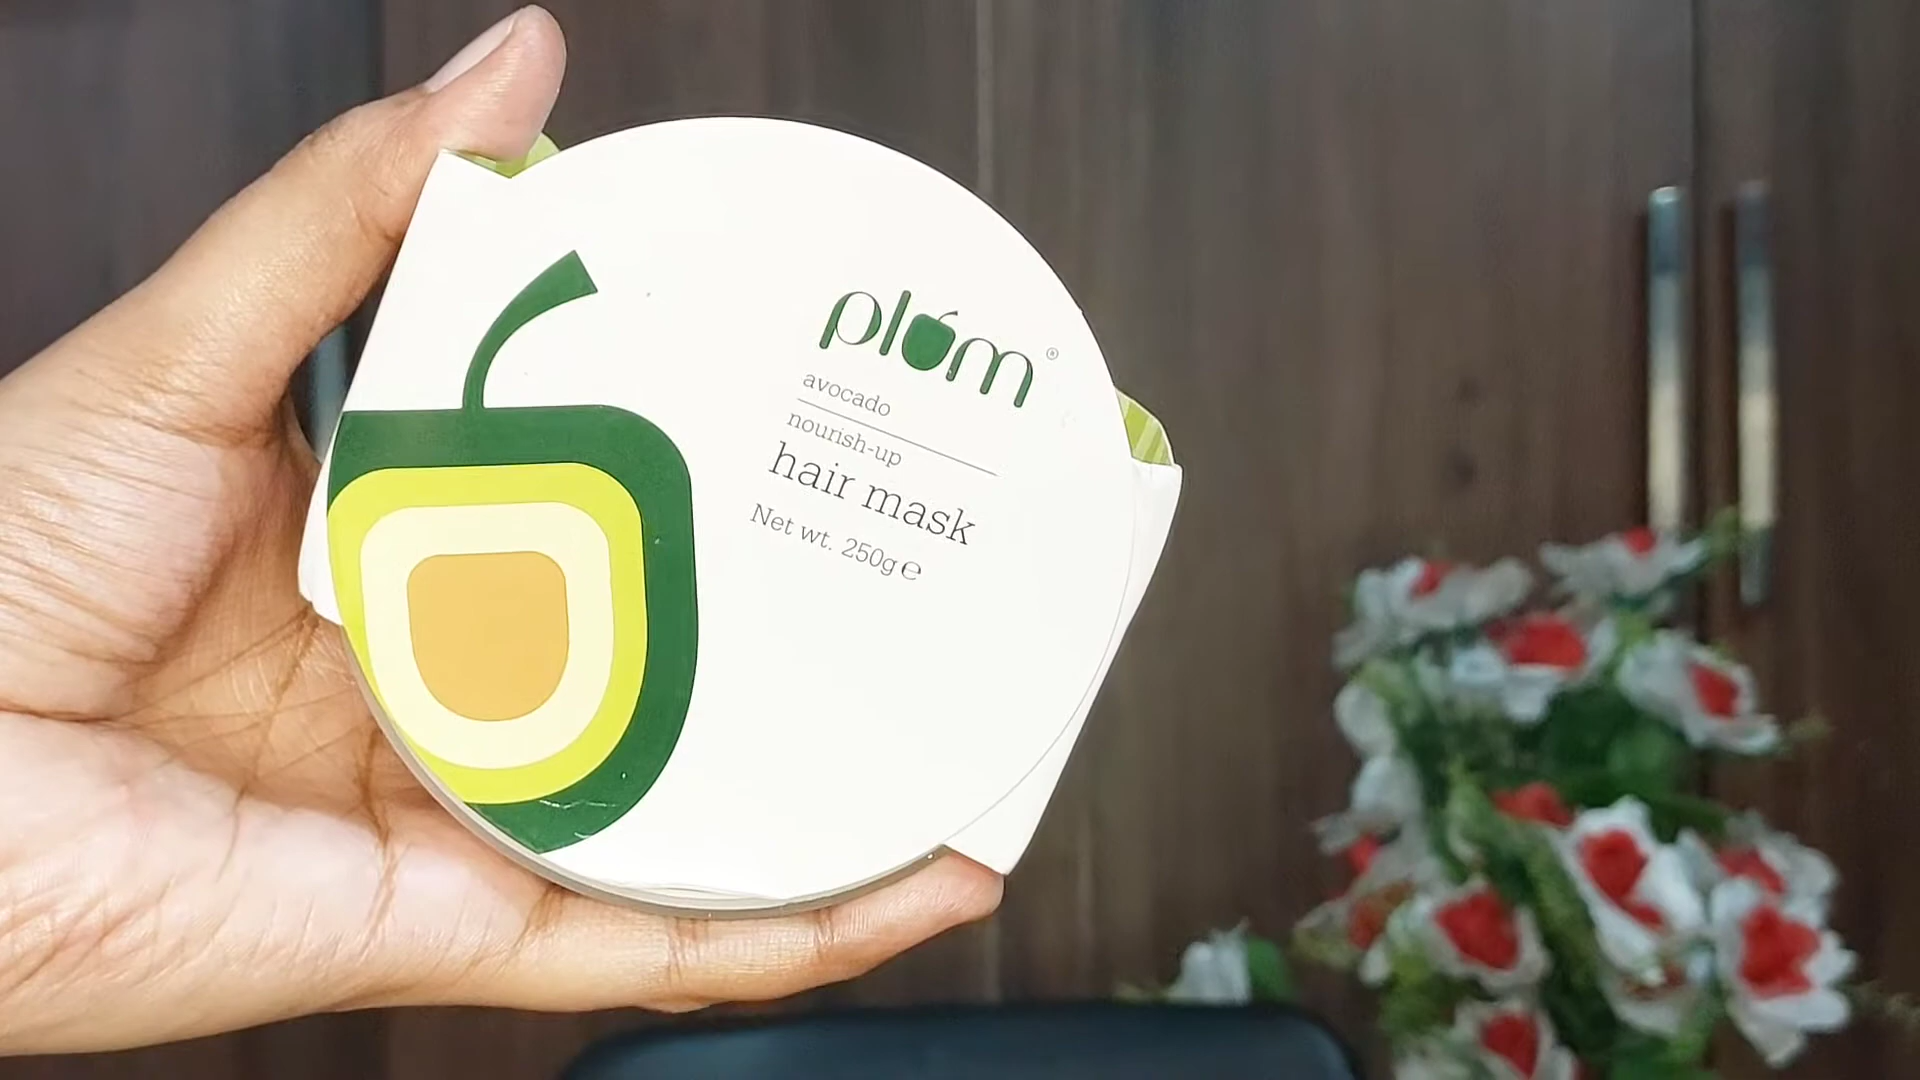 plum®
avocado
nourish-up
hair mask
Net wt. 250g ℮